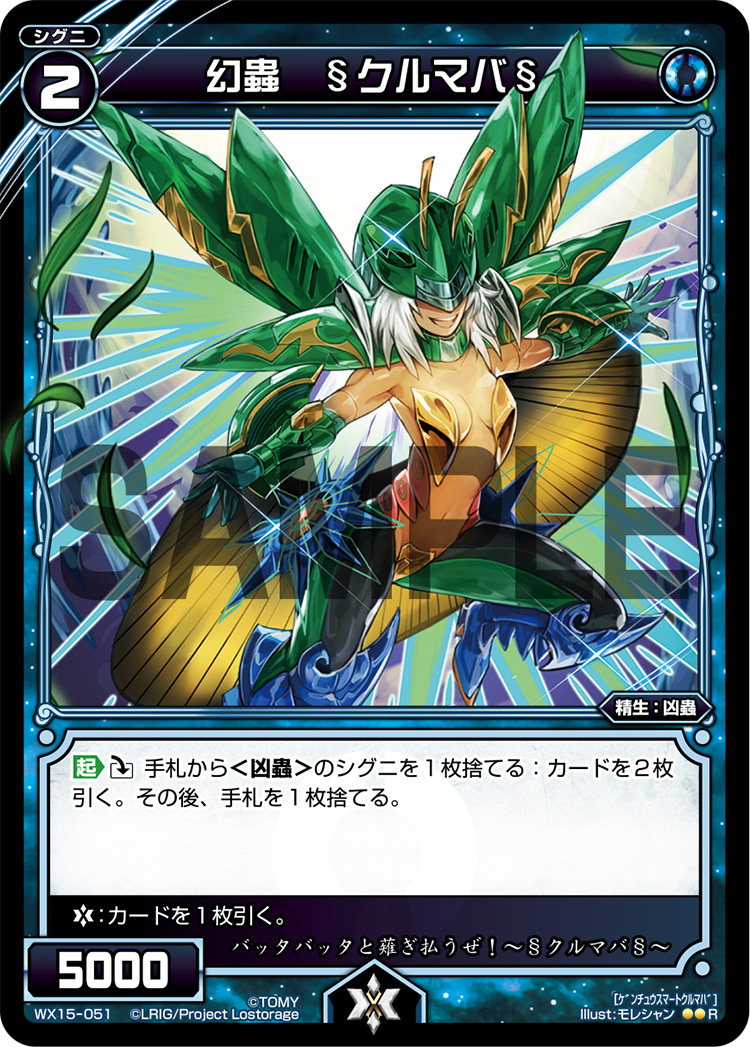 シグニ
2
幻蟲 §クルマバ§
SAMPLE
精生：凶蟲
起 手札から＜凶蟲＞のシグニを１枚捨てる：カードを２枚
引く。その後、手札を１枚捨てる。
：カードを１枚引く。
バッタバッタと薙ぎ払うぜ！～§クルマバ§～
5000
©TOMY
[ｹﾞﾝﾁｭｳｽﾏｰﾄｸﾙﾏﾊﾞ]
WX15-051 ©LRIG/Project Lostorage
Illust:モレシャン R